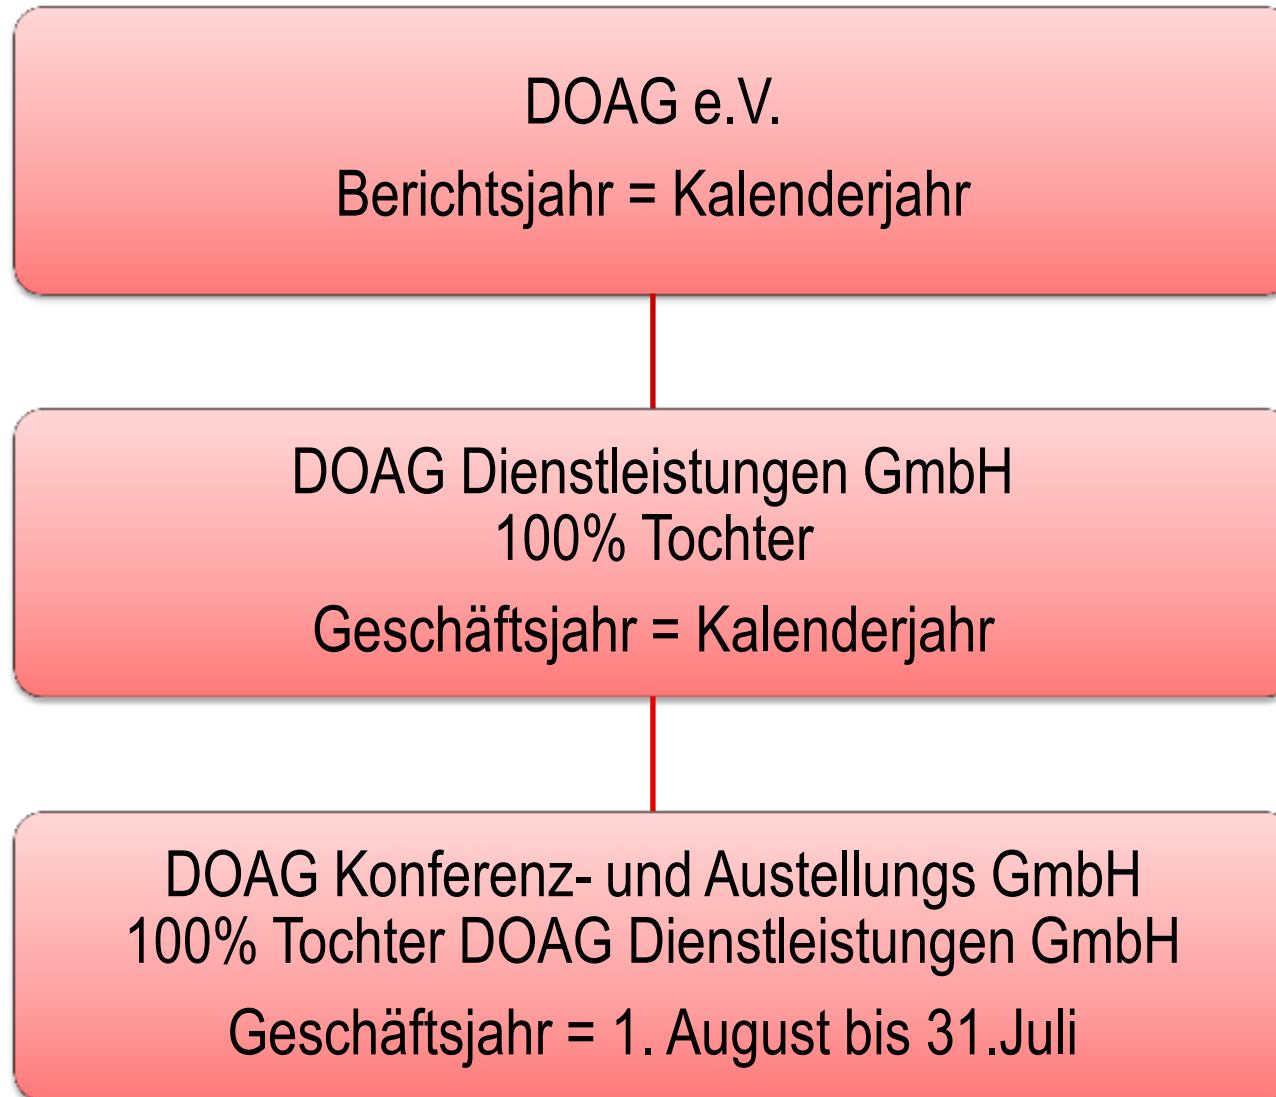 DOAG e.V.
Berichtsjahr = Kalenderjahr
DOAG Dienstleistungen GmbH
100% Tochter
Geschäftsjahr = Kalenderjahr
DOAG Konferenz- und Austellungs GmbH
100% Tochter DOAG Dienstleistungen GmbH
Geschäftsjahr = 1. August bis 31.Juli